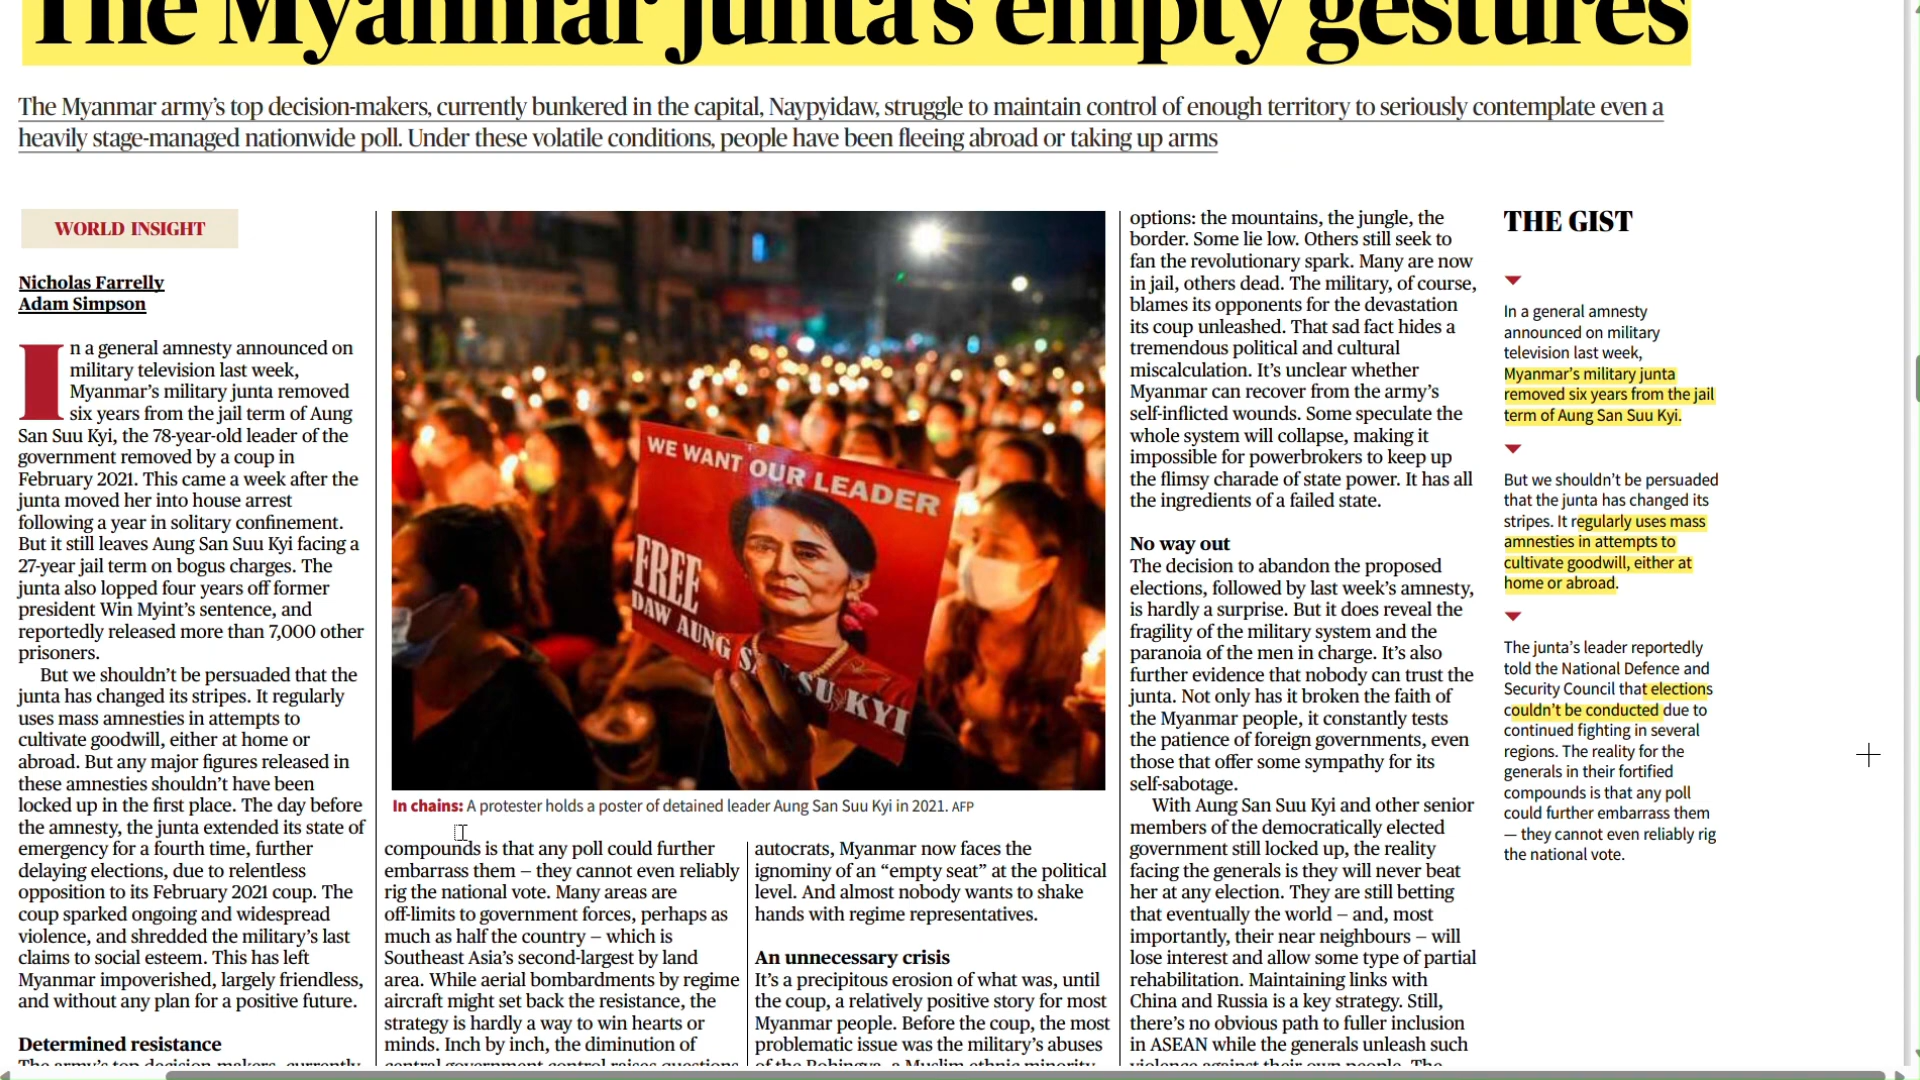 The Myanmar junta's empty gestures
The Myanmar army's top decision-makers, currently bunkered in the capital, Naypyidaw, struggle to maintain control of enough territory to seriously contemplate even a
heavily stage-managed nationwide poll. Under these volatile conditions, people have been fleeing abroad or taking up arms
WORLD INSIGHT
Nicholas Farrelly
Adam Simpson
In a general amnesty announced on
military television last week,
Myanmar's military junta removed
six years from the jail term of Aung
San Suu Kyi, the 78-year-old leader of the
government removed by a coup in
February 2021. This came a week after the
junta moved her into house arrest
following a year in solitary confinement.
But it still leaves Aung San Suu Kyi facing a
27-year jail term on bogus charges. The
junta also lopped four years off former
president Win Myint's sentence, and
reportedly released more than 7,000 other
prisoners.
But we shouldn't be persuaded that the
junta has changed its stripes. It regularly
uses mass amnesties in attempts to
cultivate goodwill, either at home or
abroad. But any major figures released in
these amnesties shouldn't have been
locked up in the first place. The day before
the amnesty, the junta extended its state of
emergency for a fourth time, further
delaying elections, due to relentless
opposition to its February 2021 coup. The
coup sparked ongoing and widespread
violence, and shredded the military's last
claims to social esteem. This has left
Myanmar impoverished, largely friendless,
and without any plan for a positive future.
Determined resistance
The army's top decision-makers, currently
WE WANT OUR LEADER
FREE
DAW AUNG SAN SUU KYI
In chains: A protester holds a poster of detained leader Aung San Suu Kyi in 2021. AFP
compounds is that any poll could further
embarrass them – they cannot even reliably
rig the national vote. Many areas are
off-limits to government forces, perhaps as
much as half the country – which is
Southeast Asia's second-largest by land
area. While aerial bombardments by regime
aircraft might set back the resistance, the
strategy is hardly a way to win hearts or
minds. Inch by inch, the diminution of
central government control raises questions
autocrats, Myanmar now faces the
ignominy of an “empty seat” at the political
level. And almost nobody wants to shake
hands with regime representatives.
An unnecessary crisis
It's a precipitous erosion of what was, until
the coup, a relatively positive story for most
Myanmar people. Before the coup, the most
problematic issue was the military's abuses
of the Rohingya, a Muslim ethnic minority
options: the mountains, the jungle, the
border. Some lie low. Others still seek to
fan the revolutionary spark. Many are now
in jail, others dead. The military, of course,
blames its opponents for the devastation
its coup unleashed. That sad fact hides a
tremendous political and cultural
miscalculation. It's unclear whether
Myanmar can recover from the army's
self-inflicted wounds. Some speculate the
whole system will collapse, making it
impossible for powerbrokers to keep up
the flimsy charade of state power. It has all
the ingredients of a failed state.
No way out
The decision to abandon the proposed
elections, followed by last week's amnesty,
is hardly a surprise. But it does reveal the
fragility of the military system and the
paranoia of the men in charge. It's also
further evidence that nobody can trust the
junta. Not only has it broken the faith of
the Myanmar people, it constantly tests
the patience of foreign governments, even
those that offer some sympathy for its
self-sabotage.
With Aung San Suu Kyi and other senior
members of the democratically elected
government still locked up, the reality
facing the generals is they will never beat
her at any election. They are still betting
that eventually the world – and, most
importantly, their near neighbours – will
lose interest and allow some type of partial
rehabilitation. Maintaining links with
China and Russia is a key strategy. Still,
there's no obvious path to fuller inclusion
in ASEAN while the generals unleash such
violence against their own people. The
THE GIST
In a general amnesty
announced on military
television last week,
Myanmar's military junta
removed six years from the jail
term of Aung San Suu Kyi.
But we shouldn't be persuaded
that the junta has changed its
stripes. It regularly uses mass
amnesties in attempts to
cultivate goodwill, either at
home or abroad.
The junta's leader reportedly
told the National Defence and
Security Council that elections
couldn't be conducted due to
continued fighting in several
regions. The reality for the
generals in their fortified
compounds is that any poll
could further embarrass them
— they cannot even reliably rig
the national vote.